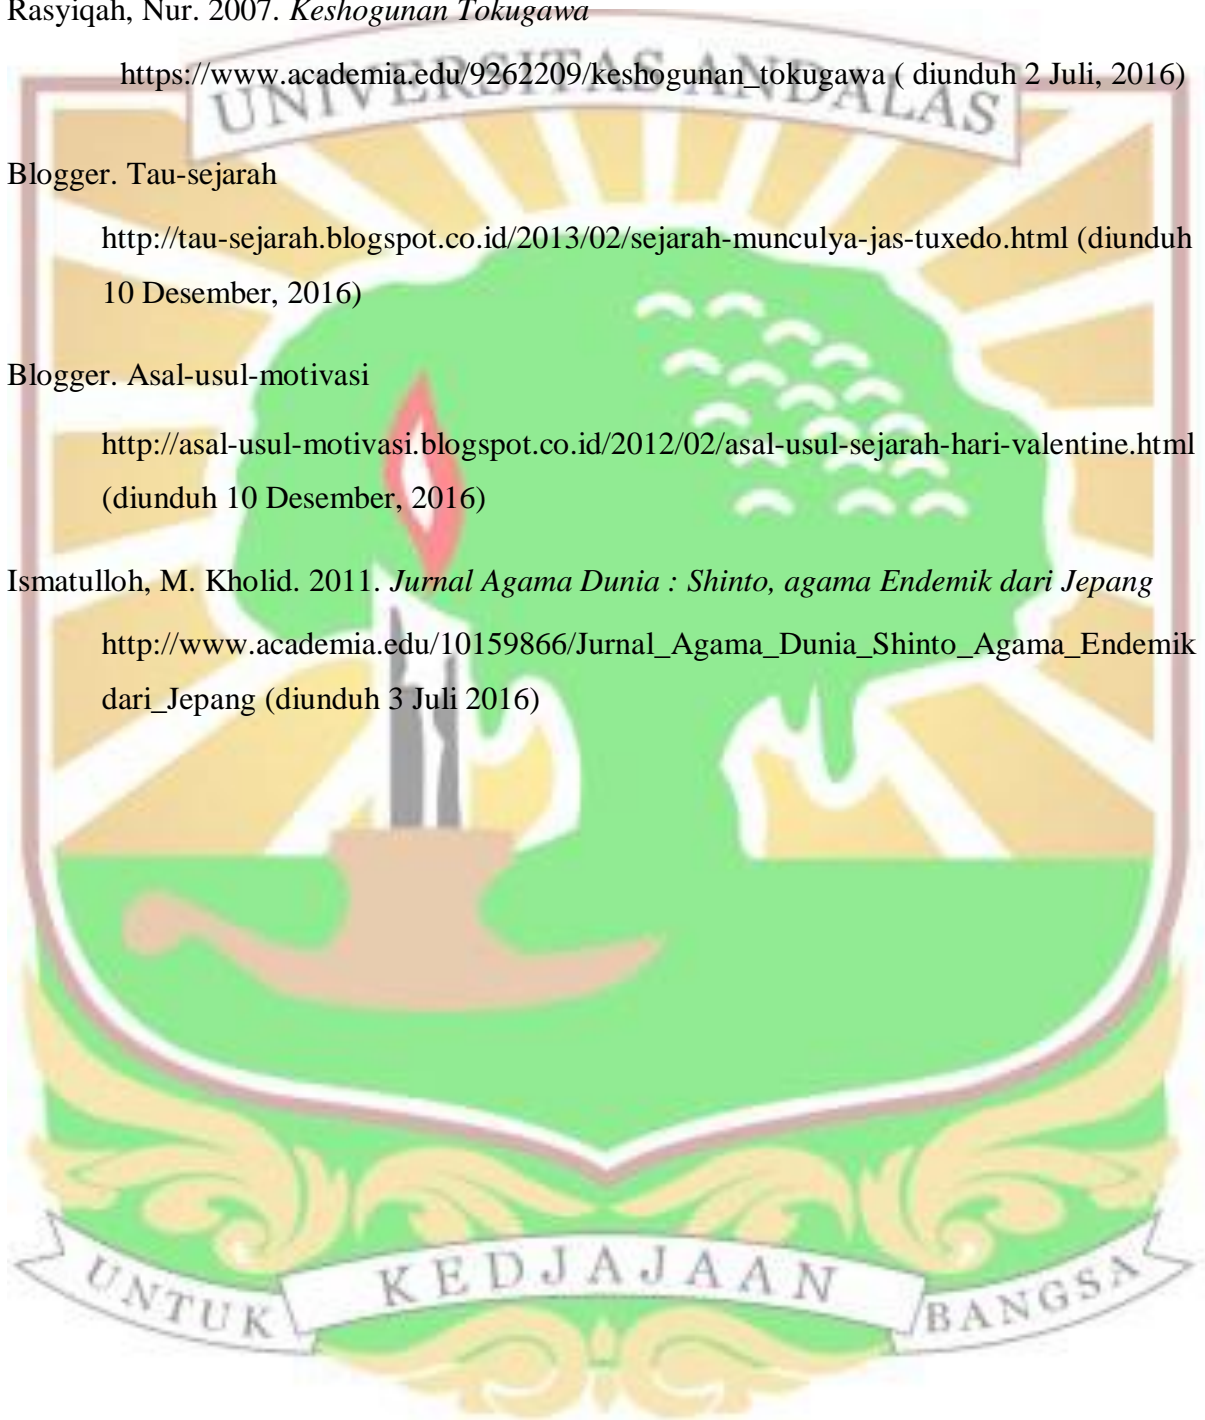 Rasyiqah, Nur. 2007. Keshogunan Tokugawa
https://www.academia.edu/9262209/keshogunan_tokugawa ( diunduh 2 Juli, 2016)
UNIVERSITAS ANDALAS
Blogger. Tau-sejarah
http://tau-sejarah.blogspot.co.id/2013/02/sejarah-munculya-jas-tuxedo.html (diunduh
10 Desember, 2016)
Blogger. Asal-usul-motivasi
http://asal-usul-motivasi.blogspot.co.id/2012/02/asal-usul-sejarah-hari-valentine.html
(diunduh 10 Desember, 2016)
Ismatulloh, M. Kholid. 2011. Jurnal Agama Dunia : Shinto, agama Endemik dari Jepang
http://www.academia.edu/10159866/Jurnal_Agama_Dunia_Shinto_Agama_Endemik
dari_Jepang (diunduh 3 Juli 2016)
UNTUK KEDJAJAAN BANGSA